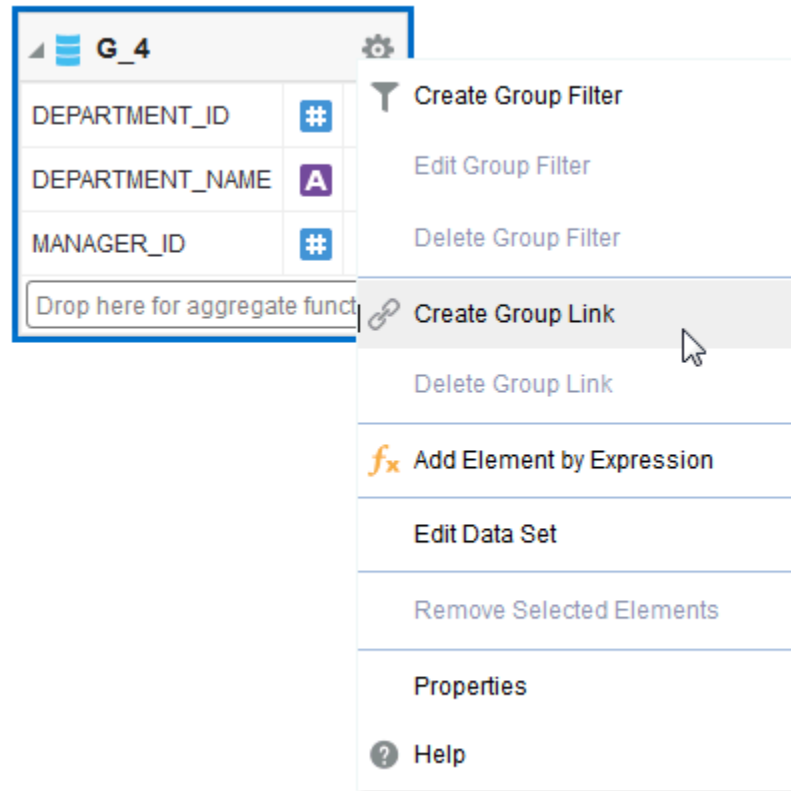 G_4
DEPARTMENT_ID
#
DEPARTMENT_NAME
A
MANAGER_ID
#
Drop here for aggregate funct
Create Group Filter
Edit Group Filter
Delete Group Filter
Create Group Link
Delete Group Link
fx Add Element by Expression
Edit Data Set
Remove Selected Elements
Properties
? Help